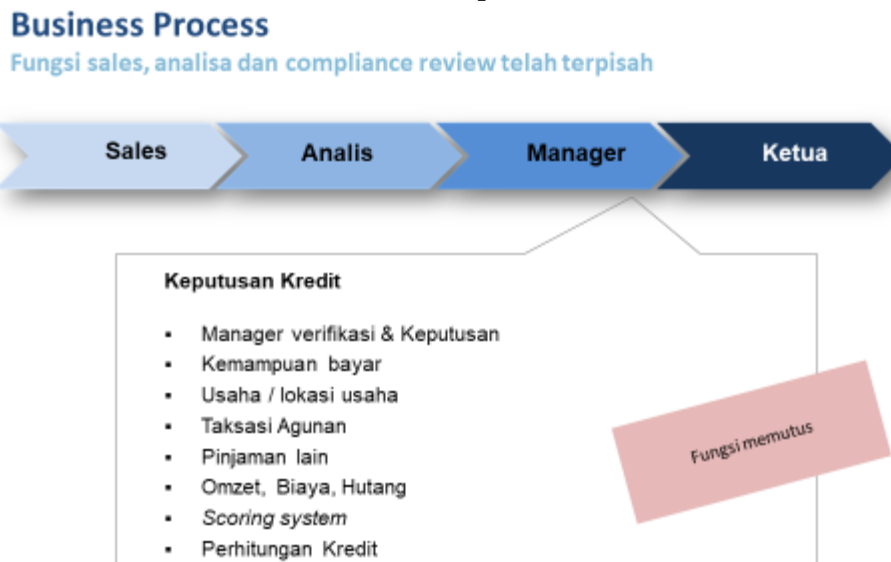 Business Process
Fungsi sales, analisa dan compliance review telah terpisah
Sales
Analis
Manager
Ketua
Keputusan Kredit
▪ Manager verifikasi & Keputusan
▪ Kemampuan bayar
▪ Usaha / lokasi usaha
▪ Taksasi Agunan
▪ Pinjaman lain
▪ Omzet, Biaya, Hutang
▪ Scoring system
▪ Perhitungan Kredit
Fungsi memutus